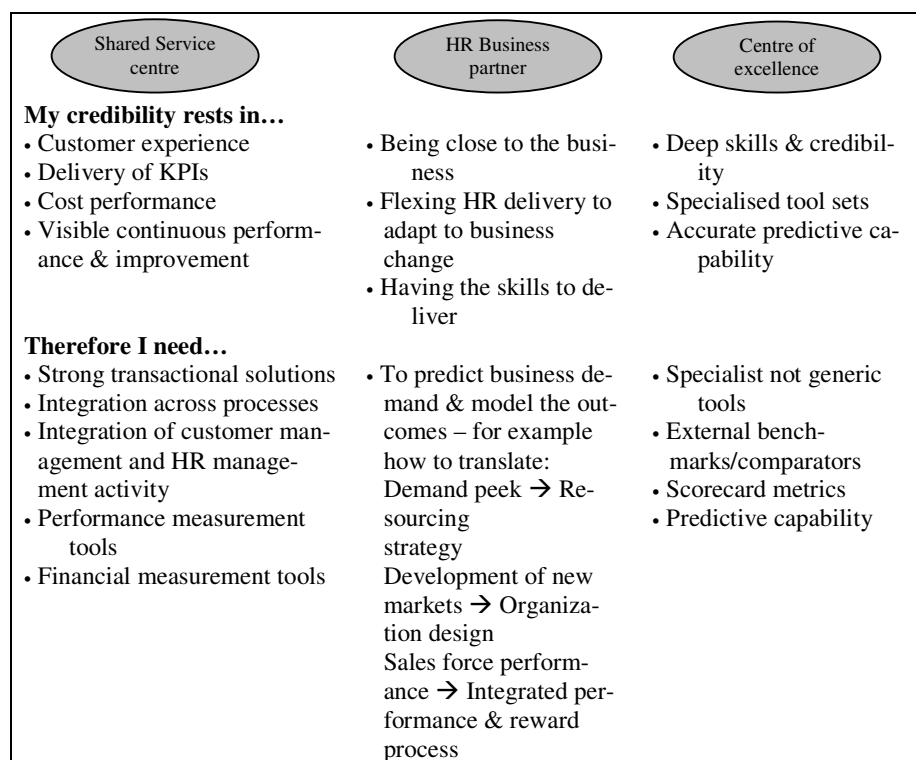 Shared Service
centre
HR Business
partner
Centre of
excellence
My credibility rests in…
• Customer experience
• Delivery of KPIs
• Cost performance
• Visible continuous perform-
ance & improvement
• Being close to the busi-
ness
• Flexing HR delivery to
adapt to business
change
• Having the skills to de-
liver
• Deep skills & credibil-
ity
• Specialised tool sets
• Accurate predictive ca-
pability
Therefore I need…
• Strong transactional solutions
• Integration across processes
• Integration of customer man-
agement and HR manage-
ment activity
• Performance measurement
tools
• Financial measurement tools
• To predict business de-
mand & model the out-
comes – for example
how to translate:
Demand peek → Re-
sourcing
strategy
Development of new
markets → Organiza-
tion design
Sales force perform-
ance → Integrated per-
formance & reward
process
• Specialist not generic
tools
• External bench-
marks/comparators
• Scorecard metrics
• Predictive capability